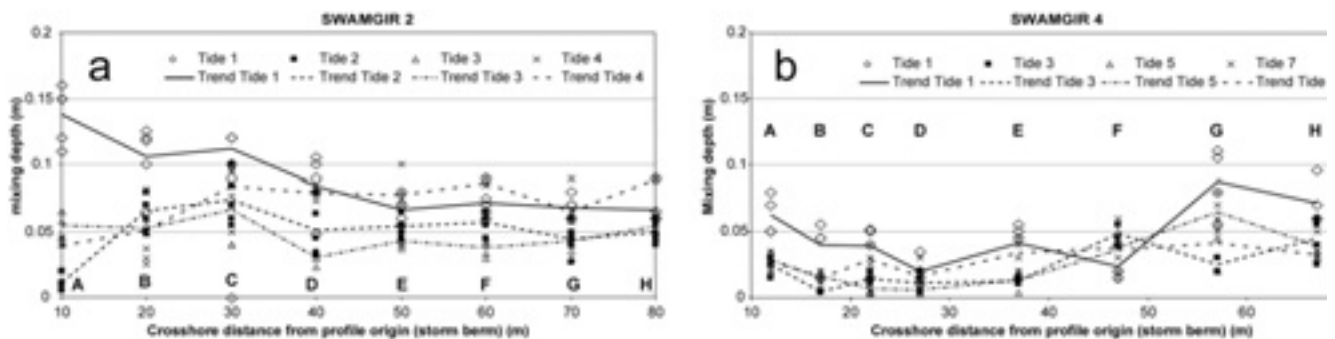 SWAMGIR 2
a
Tide 1 Tide 2 Tide 3 Tide 4
Trend Tide 1 Trend Tide 2 Trend Tide 3 Trend Tide 4
mixing depth (m)
0.2
0.15
0.1
0.05
0
A B C D E F G H
10 20 30 40 50 60 70 80
Crosshore distance from profile origin (storm berm) (m)
SWAMGIR 4
b
Tide 1 Tide 3 Tide 5 Tide 7
Trend Tide 1 Trend Tide 3 Trend Tide 5 Trend Tide
Mixing depth (m)
0.2
0.15
0.1
0.05
0
A B C D E F G H
10 20 30 40 50 60
Crosshore distance from profile origin (storm berm) (m)